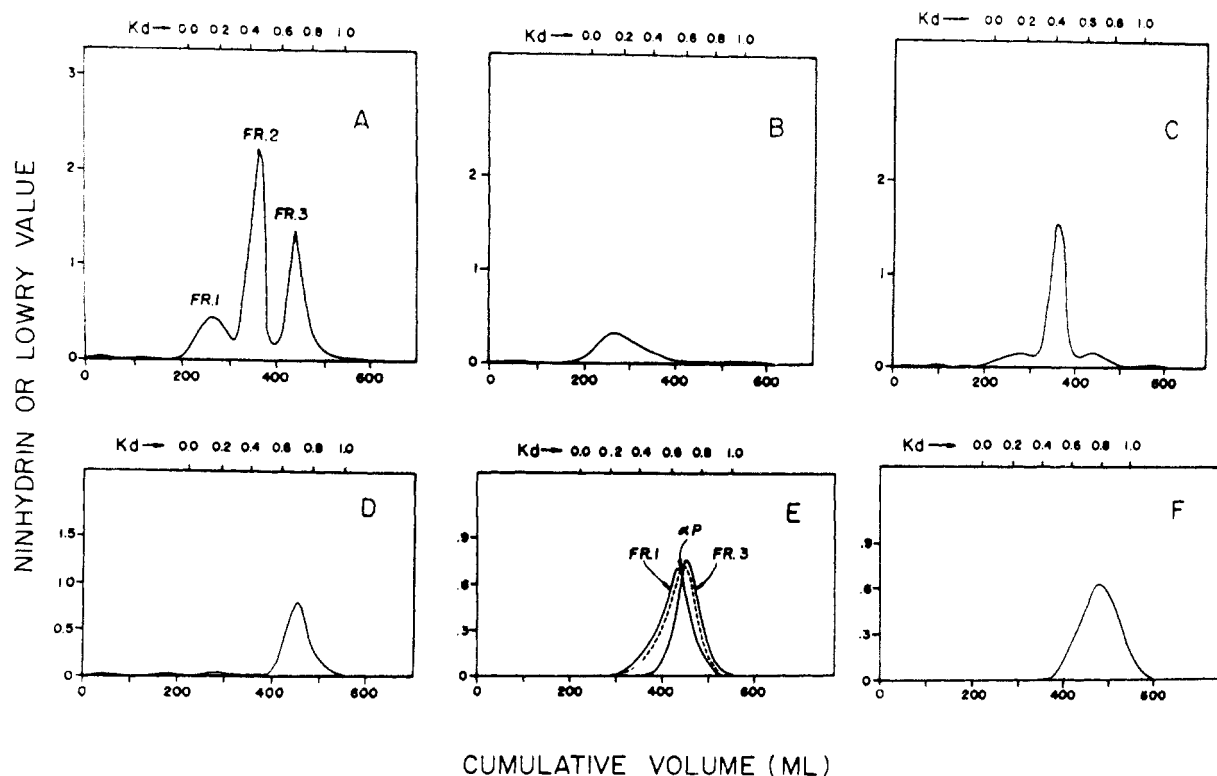 Kd → 0.0 0.2 0.4 0.6 0.8 1.0
3
2
1
0
0 200 400 600
A
FR.1
FR.2
FR.3
Kd → 0.0 0.2 0.4 0.6 0.8 1.0
2
1
0
0 200 400 600
B
Kd → 0.0 0.2 0.4 0.6 1.0
2
1
0
0 200 400 600
C
NINHYDRIN OR LOWRY VALUE
Kd → 0.0 0.2 0.4 0.6 0.8 1.0
1.5
1.0
0.5
0
0 200 400 600
D
Kd → 0.0 0.2 0.4 0.6 0.8 1.0
.9
.6
.3
0
0 200 400 600
E
FR.1
αP
FR.3
Kd → 0.0 0.2 0.4 0.6 0.8 1.0
.9
.6
.3
0
0 200 400 600
F
CUMULATIVE VOLUME (ML)